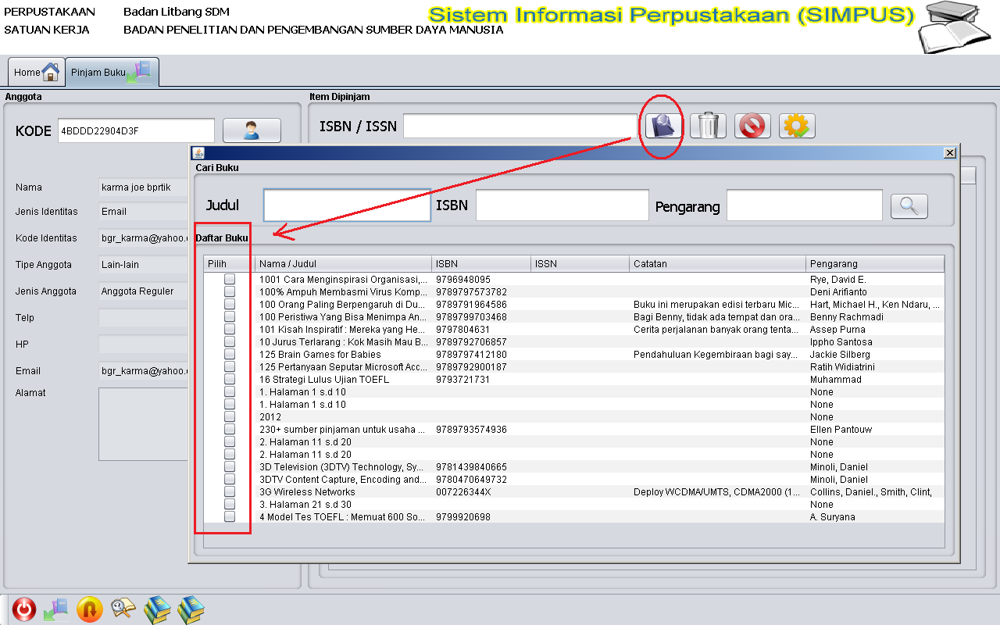 PERPUSTAKAAN Badan Litbang SDM
SATUAN KERJA BADAN PENELITIAN DAN PENGEMBANGAN SUMBER DAYA MANUSIA
Sistem Informasi Perpustakaan (SIMPUS)
Home Pinjam Buku
Anggota
KODE 4BDDD22904D3F
Nama karma joe bprtik
Jenis Identitas Email
Kode Identitas bgr_karma@yahoo.
Tipe Anggota Lain-lain
Jenis Anggota Anggota Reguler
Telp
HP
Email bgr_karma@yahoo.
Alamat
Item Dipinjam
ISBN / ISSN
Cari Buku
Judul ISBN Pengarang
Daftar Buku
Pilih Nama / Judul ISBN ISSN Catatan Pengarang
1001 Cara Menginspirasi Organisasi,... 9796948095 Rye, David E.
100% Ampuh Membasmi Virus Komp... 9789797573782 Deni Arifianto
100 Orang Paling Berpengaruh di Du... 9789791964586 Buku ini merupakan edisi terbaru Mic... Hart, Michael H., Ken Ndaru, ...
100 Peristiwa Yang Bisa Menimpa An... 9789799703468 Bagi Benny, tidak ada tempat dan ora... Benny Rachmadi
101 Kisah Inspiratif : Mereka yang He... 9797804631 Cerita perjalanan banyak orang tenta... Assep Purna
10 Jurus Terlarang : Kok Masih Mau B... 9789792706857 Ippho Santosa
125 Brain Games for Babies 9789797412180 Pendahuluan Kegembiraan bagi say... Jackie Silberg
125 Pertanyaan Seputar Microsoft Acc... 9789792900187 Ratih Widiatrini
16 Strategi Lulus Ujian TOEFL 9793721731 Muhammad
1. Halaman 1 s.d 10 None
1. Halaman 1 s.d 10 None
2012 None
230+ sumber pinjaman untuk usaha ... 9789793574936 Ellen Pantouw
2. Halaman 11 s.d 20 None
2. Halaman 11 s.d 20 None
3D Television (3DTV) Technology, Sy... 9781439840665 Minoli, Daniel
3DTV Content Capture, Encoding and... 9780470649732 Minoli, Daniel
3G Wireless Networks 007226344X Deploy WCDMA/UMTS, CDMA2000 (1... Collins, Daniel., Smith, Clint,
3. Halaman 21 s.d 30 None
4 Model Tes TOEFL : Memuat 600 So... 9799920698 A. Suryana